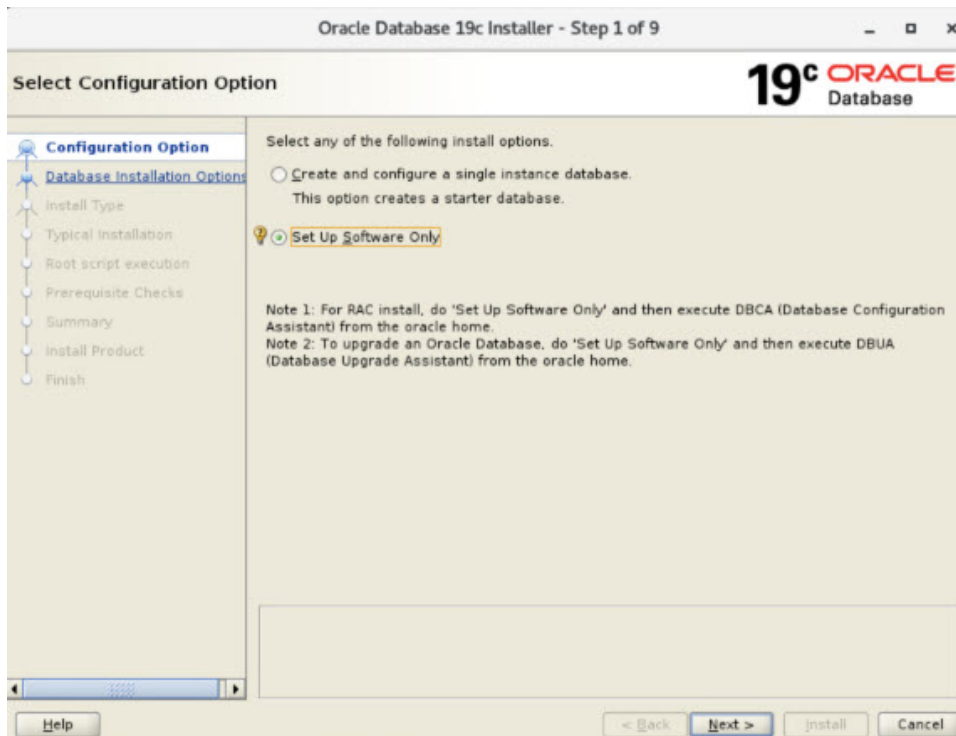 Oracle Database 19c Installer - Step 1 of 9
Select Configuration Option
19c ORACLE
Database
Configuration Option
Database Installation Options
Install Type
Typical Installation
Root script execution
Prerequisite Checks
Summary
Install Product
Finish
Select any of the following install options.
Create and configure a single instance database.
This option creates a starter database.
Set Up Software Only
Note 1: For RAC install, do 'Set Up Software Only' and then execute DBCA (Database Configuration
Assistant) from the oracle home.
Note 2: To upgrade an Oracle Database, do 'Set Up Software Only' and then execute DBUA
(Database Upgrade Assistant) from the oracle home.
Help
< Back
Next >
Install
Cancel